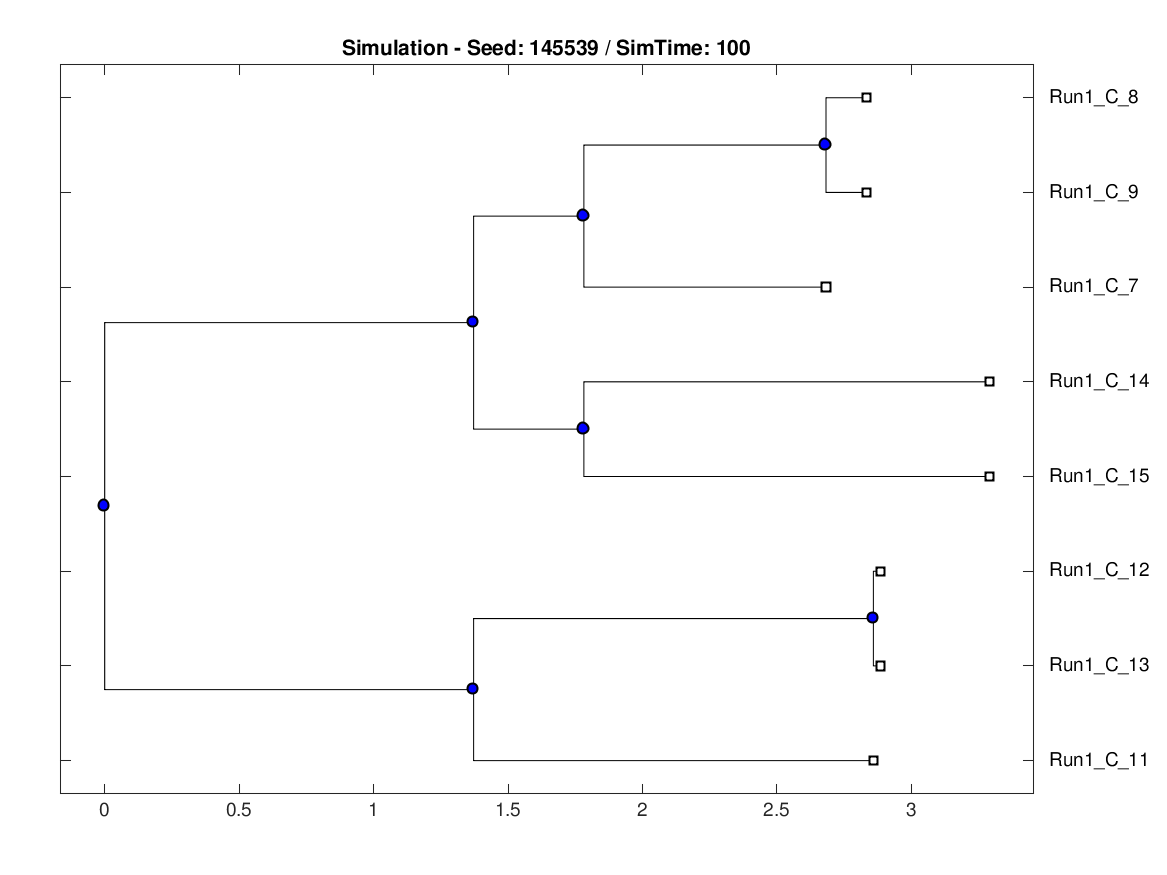 Simulation - Seed: 145539 / SimTime: 100
Run1_C_8
Run1_C_9
Run1_C_7
Run1_C_14
Run1_C_15
Run1_C_12
Run1_C_13
Run1_C_11
0 0.5 1 1.5 2 2.5 3